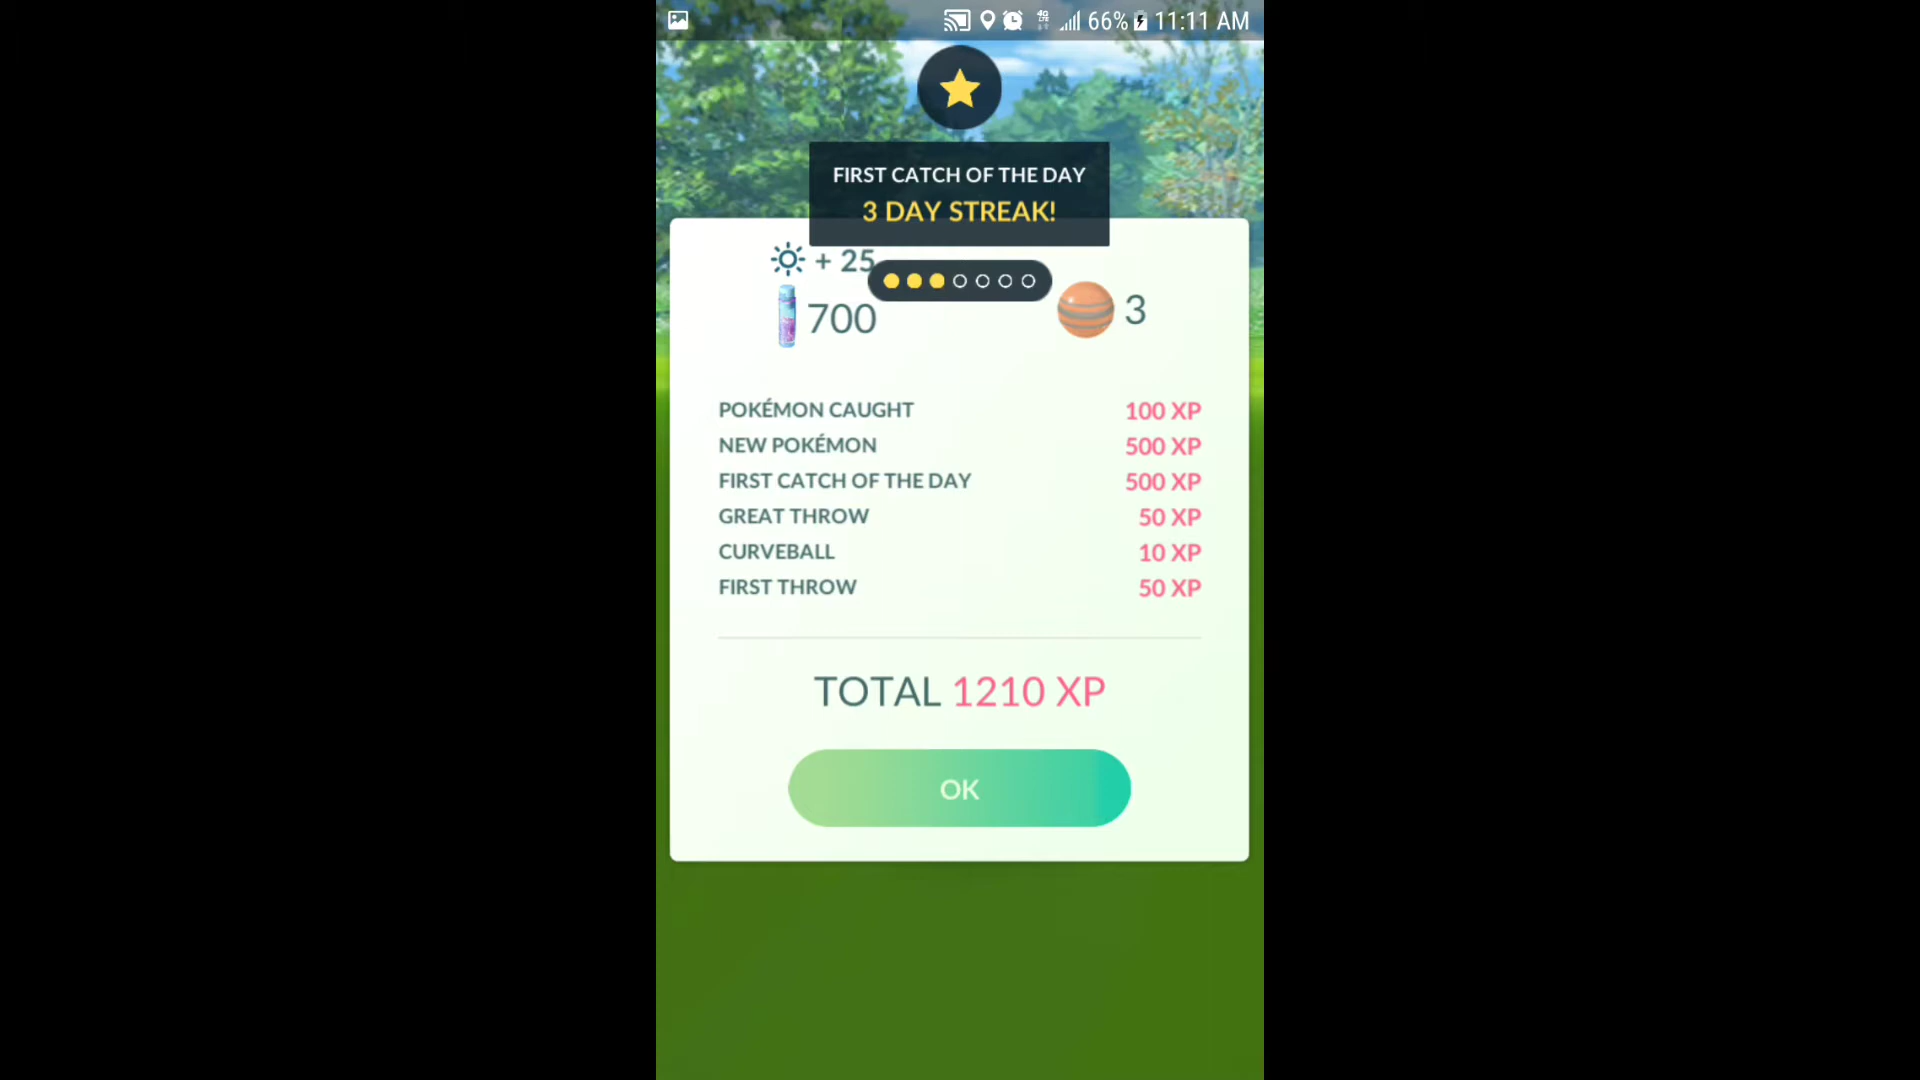 4G LTE 66% 11:11 AM
FIRST CATCH OF THE DAY
3 DAY STREAK!
+ 25
700
3
POKÉMON CAUGHT 100 XP
NEW POKÉMON 500 XP
FIRST CATCH OF THE DAY 500 XP
GREAT THROW 50 XP
CURVEBALL 10 XP
FIRST THROW 50 XP
TOTAL 1210 XP
OK